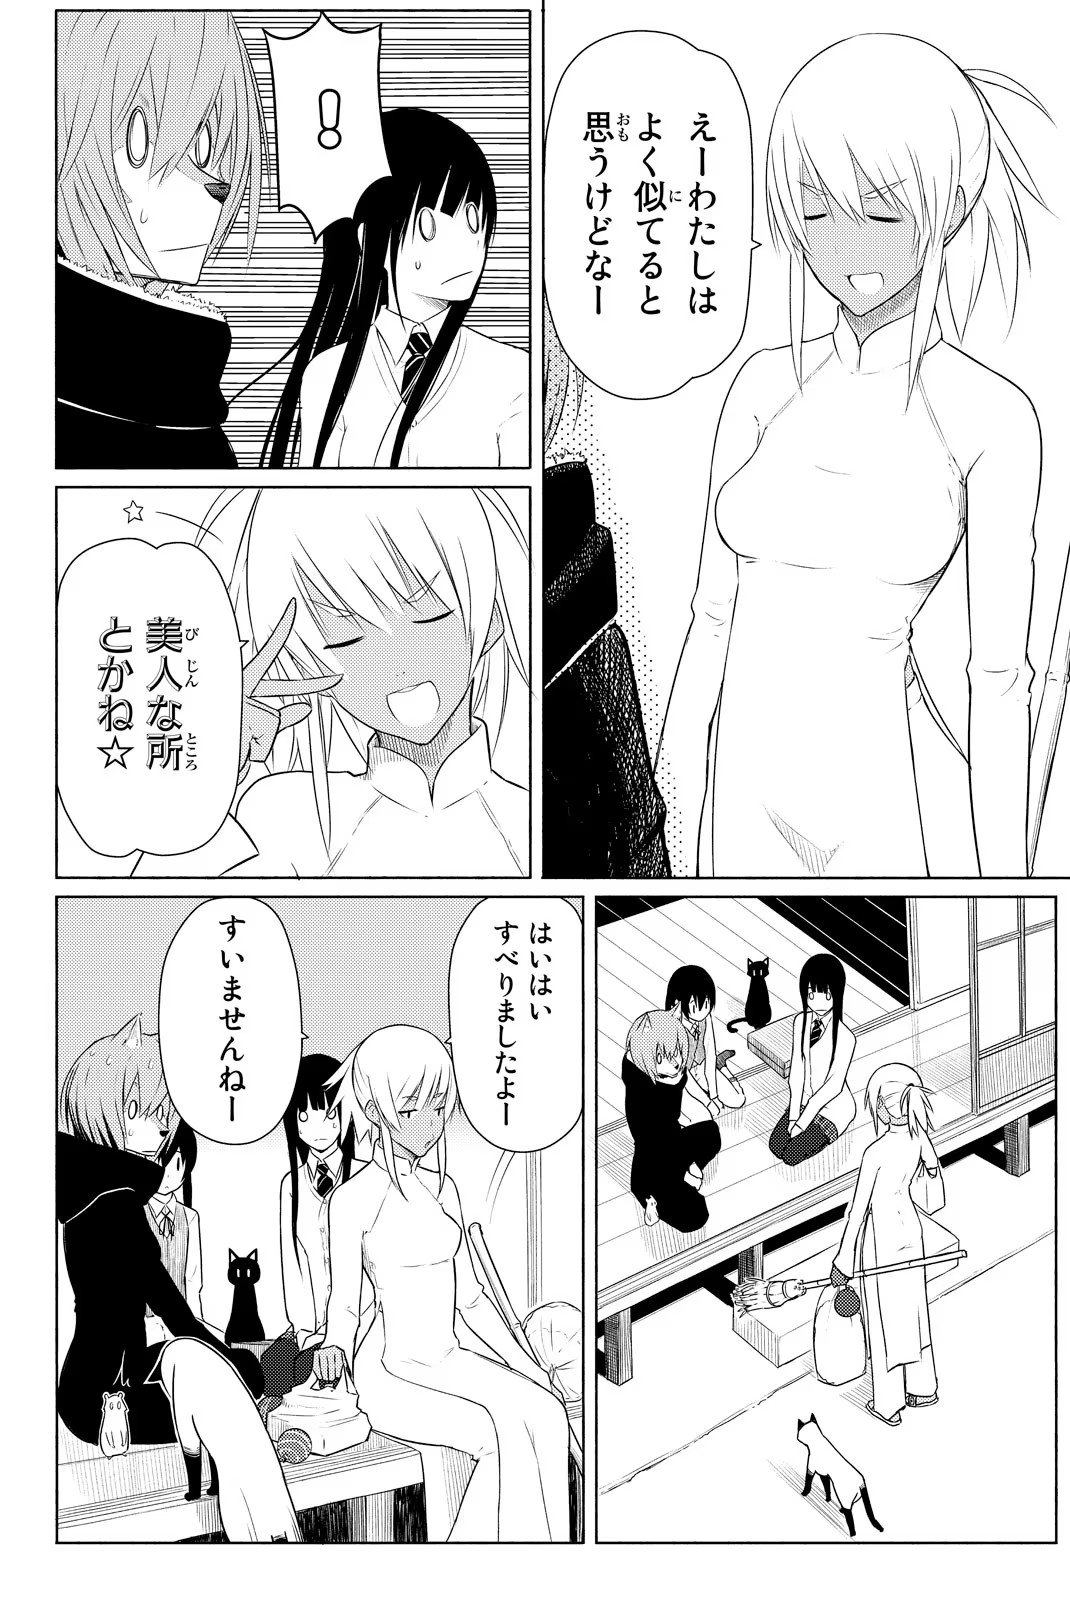 えーわたしは
よく似てると
思うけどなー
！
美人な所
とかね☆
はいはい
すべりましたよー
すいませんねー